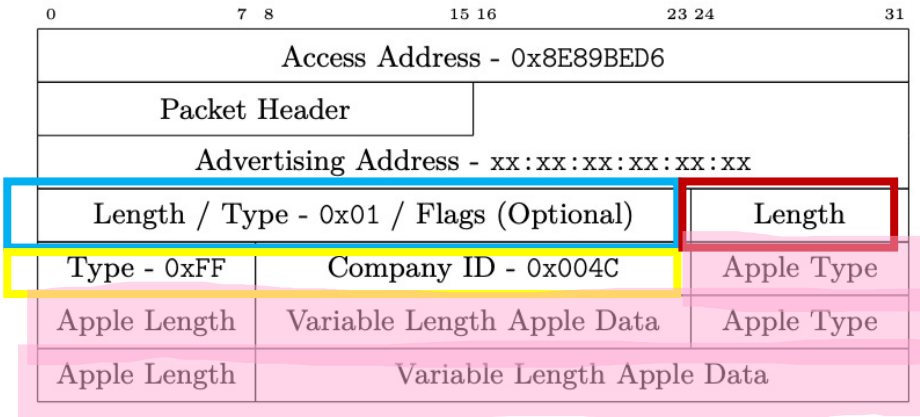 0 7 8 15 16 23 24 31
Access Address - 0x8E89BED6
Packet Header
Advertising Address - xx:xx:xx:xx:xx:xx
Length / Type - 0x01 / Flags (Optional) Length
Type - 0xFF Company ID - 0x004C Apple Type
Apple Length Variable Length Apple Data Apple Type
Apple Length Variable Length Apple Data